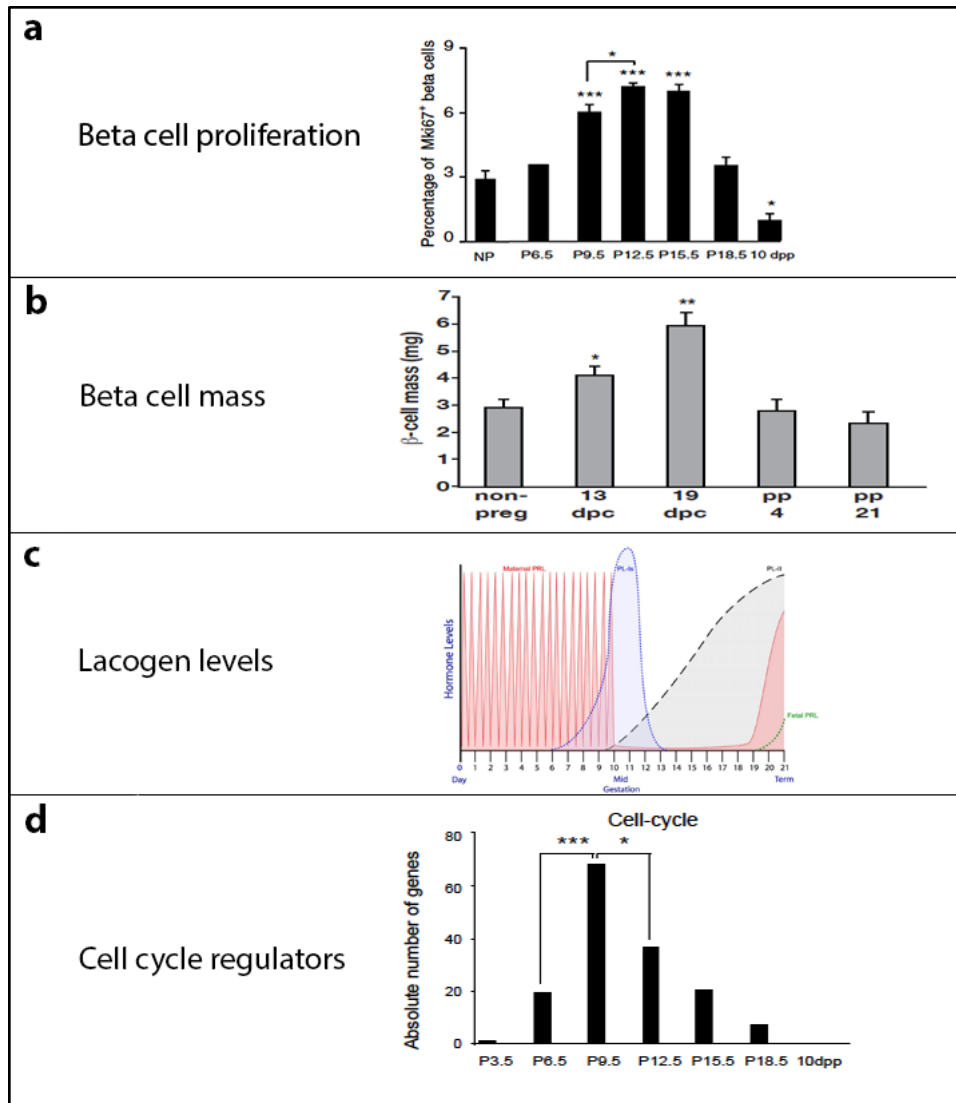 a
Beta cell proliferation
Percentage of Mki67+ beta cells
9
6
3
0
*
***
***
***
*
NP P6.5 P9.5 P12.5 P15.5 P18.5 10 dpp
b
Beta cell mass
β-cell mass (mg)
7
6
5
4
3
2
1
0
*
**
non-preg 13 dpc 19 dpc pp 4 pp 21
c
Lacogen levels
Hormone Levels
Maternal PRL
PL-Is
PL-II
Fetal PRL
0 1 2 3 4 5 6 7 8 9 10 11 12 13 14 15 16 17 18 19 20 21
Day Mid Gestation Term
d
Cell cycle regulators
Cell-cycle
Absolute number of genes
80
60
40
20
0
*** *
P3.5 P6.5 P9.5 P12.5 P15.5 P18.5 10dpp